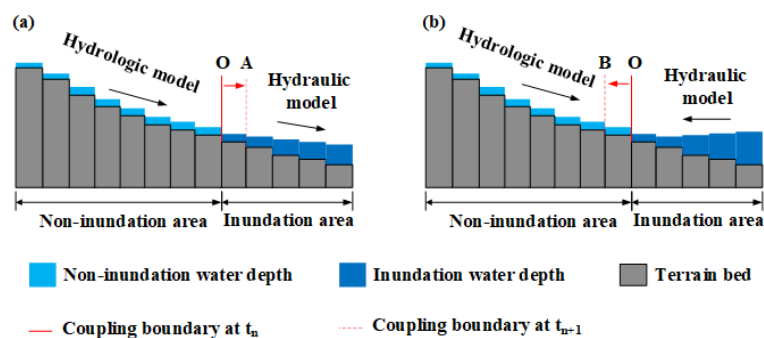 (a)
Hydrologic model
O A
Hydraulic
model
Non-inundation area
Inundation area
(b)
Hydrologic model
B O
Hydraulic
model
Non-inundation area
Inundation area
Non-inundation water depth
Inundation water depth
Terrain bed
Coupling boundary at tn
Coupling boundary at tn+1